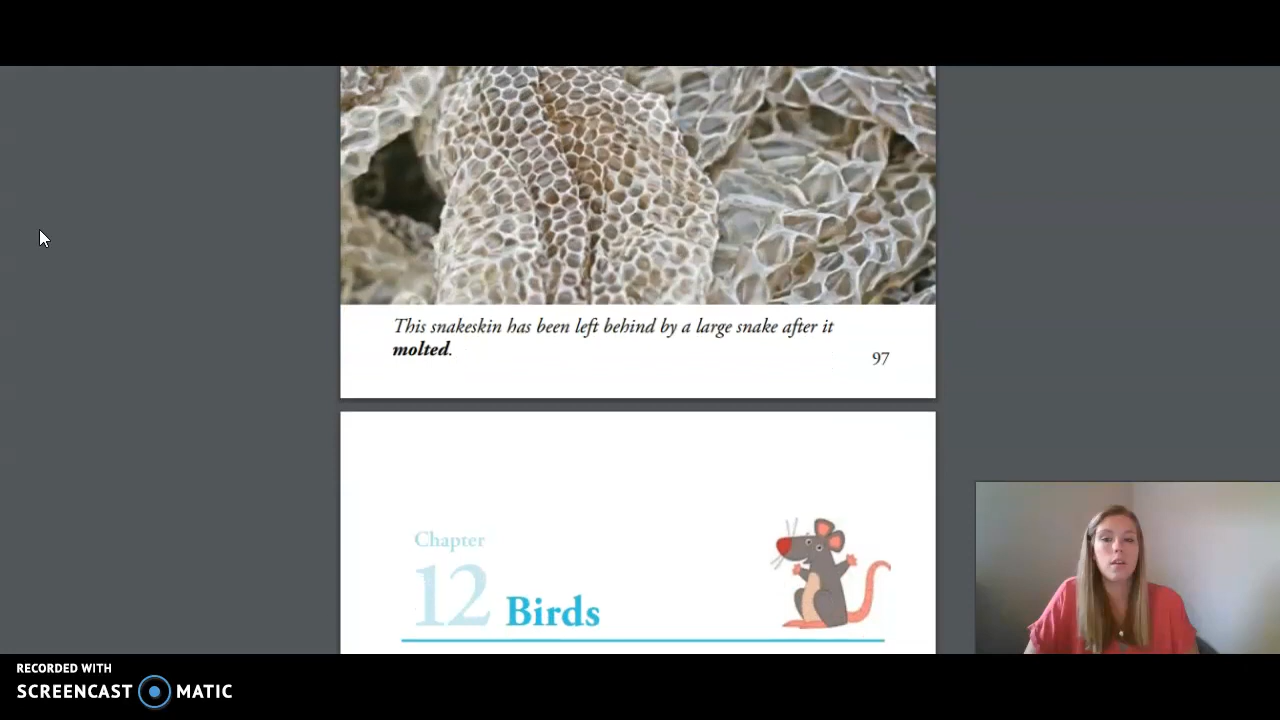 This snakeskin has been left behind by a large snake after it
molted.
97
Chapter
12 Birds
RECORDED WITH
SCREENCAST MATIC